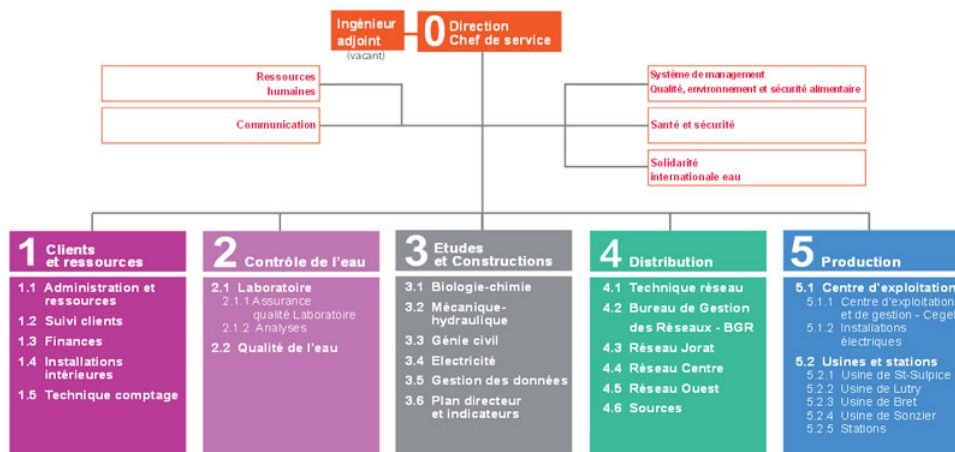 Ingénieur
adjoint
(vacant)
0 Direction
Chef de service
Ressources
humaines
Communication
Système de management
Qualité, environnement et sécurité alimentaire
Santé et sécurité
Solidarité
internationale eau
1 Clients
et ressources
1.1 Administration et
ressources
1.2 Suivi clients
1.3 Finances
1.4 Installations
intérieures
1.5 Technique comptage
2 Contrôle de l'eau
2.1 Laboratoire
2.1.1 Assurance
qualité Laboratoire
2.1.2 Analyses
2.2 Qualité de l'eau
3 Etudes
et Constructions
3.1 Biologie-chimie
3.2 Mécanique-
hydraulique
3.3 Génie civil
3.4 Electricité
3.5 Gestion des données
3.6 Plan directeur
et indicateurs
4 Distribution
4.1 Technique réseau
4.2 Bureau de Gestion
des Réseaux - BGR
4.3 Réseau Jorat
4.4 Réseau Centre
4.5 Réseau Ouest
4.6 Sources
5 Production
5.1 Centre d'exploitation
5.1.1 Centre d'exploitation
et de gestion - Cegel
5.1.2 Installations
électriques
5.2 Usines et stations
5.2.1 Usine de St-Sulpice
5.2.2 Usine de Lutry
5.2.3 Usine de Bret
5.2.4 Usine de Sonzier
5.2.5 Stations